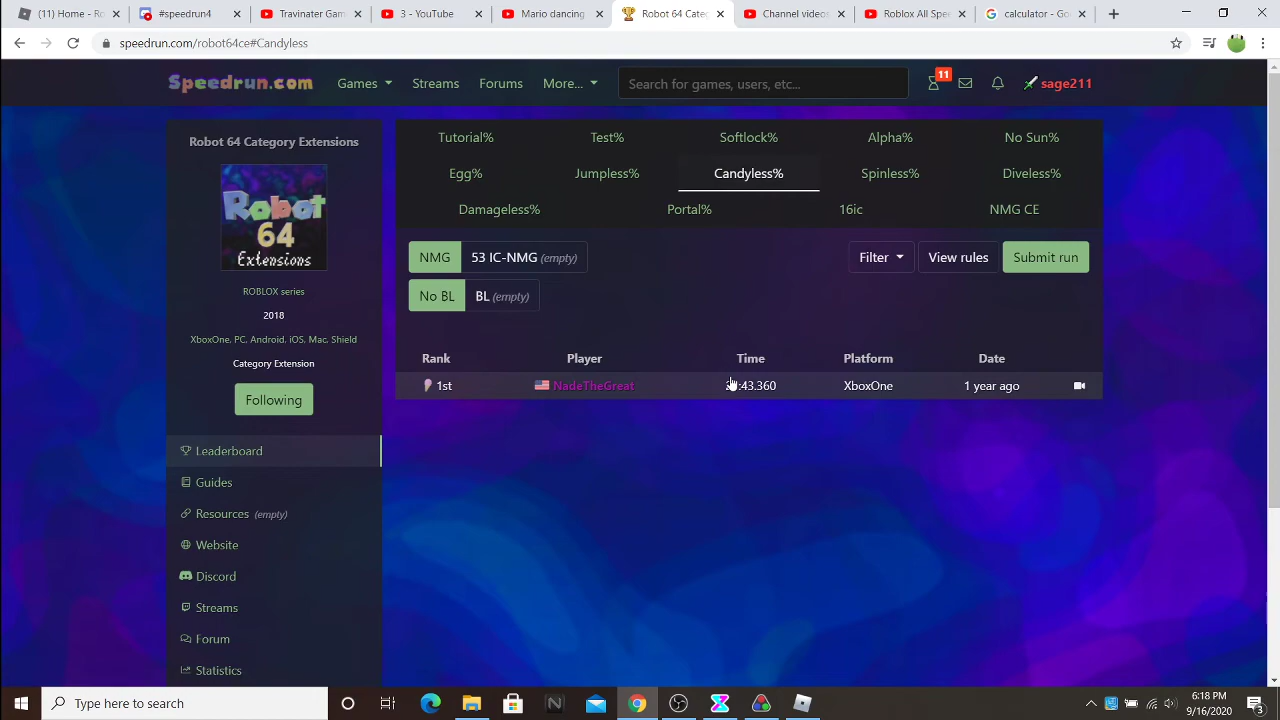 (1) Home - Ro
#speedrun4
Travinater Gam
3 - YouTube
Mario dancing
Robot 64 Categ
Channel videos
Roblox All Spee
calculator - Go
speedrun.com/robot64ce#Candyless
Speedrun.com
Games
Streams
Forums
More...
Search for games, users, etc...
11
sage211
Robot 64 Category Extensions
Robot
64
Extensions
ROBLOX series
2018
XboxOne, PC, Android, iOS, Mac, Shield
Category Extension
Following
Leaderboard
Guides
Resources (empty)
Website
Discord
Streams
Forum
Statistics
Tutorial% Test% Softlock% Alpha% No Sun%
Egg% Jumpless% Candyless% Spinless% Diveless%
Damageless% Portal% 16ic NMG CE
NMG 53 IC-NMG (empty) Filter View rules Submit run
No BL BL (empty)
Rank Player Time Platform Date
1st NadeTheGreat :43.360 XboxOne 1 year ago
Type here to search
6:18 PM
9/16/2020
3